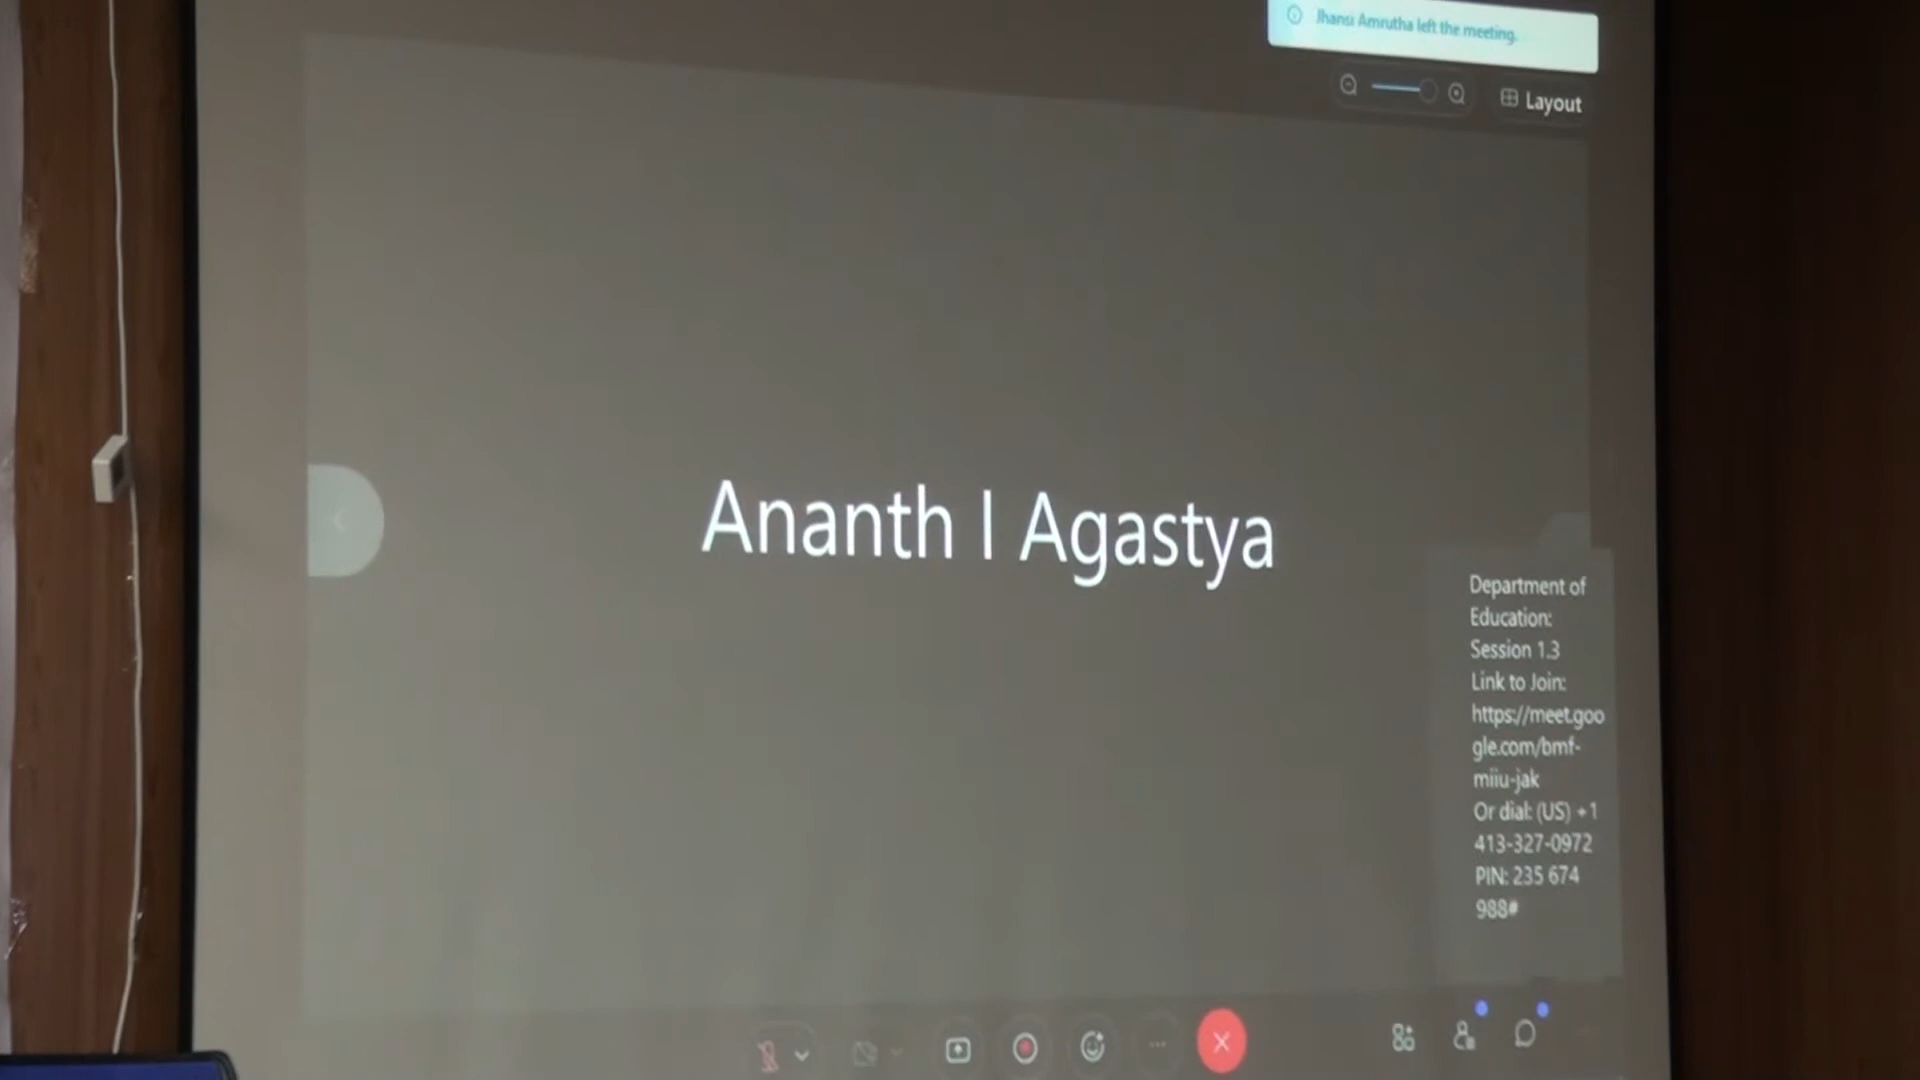 Jhansi Amrutha left the meeting.
Layout
Ananth I Agastya
Department of
Education:
Session 1.3
Link to Join:
https://meet.goo
gle.com/bmf-
miiu-jak
Or dial: (US) +1
413-327-0972
PIN: 235 674
988#